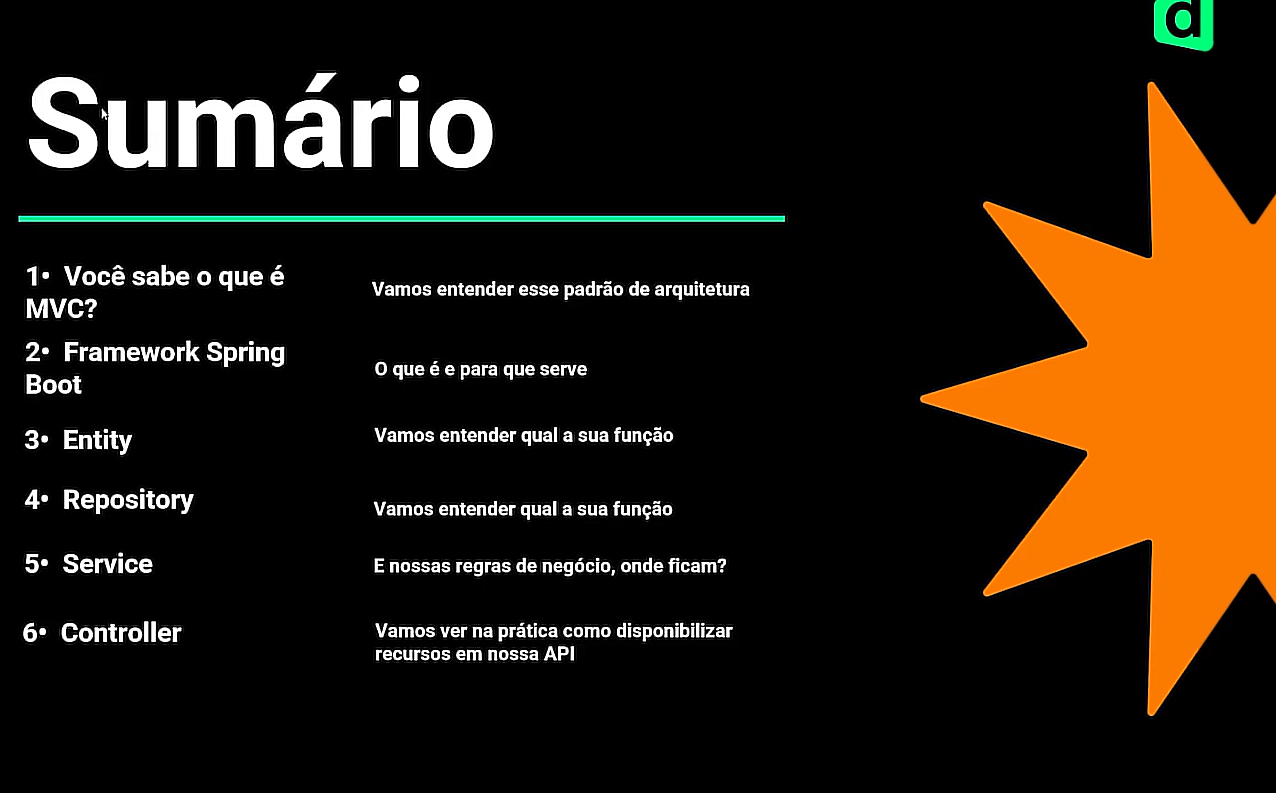 d
Sumário
1• Você sabe o que é
MVC?
Vamos entender esse padrão de arquitetura
2• Framework Spring
Boot
O que é e para que serve
3• Entity
Vamos entender qual a sua função
4• Repository
Vamos entender qual a sua função
5• Service
E nossas regras de negócio, onde ficam?
6• Controller
Vamos ver na prática como disponibilizar
recursos em nossa API